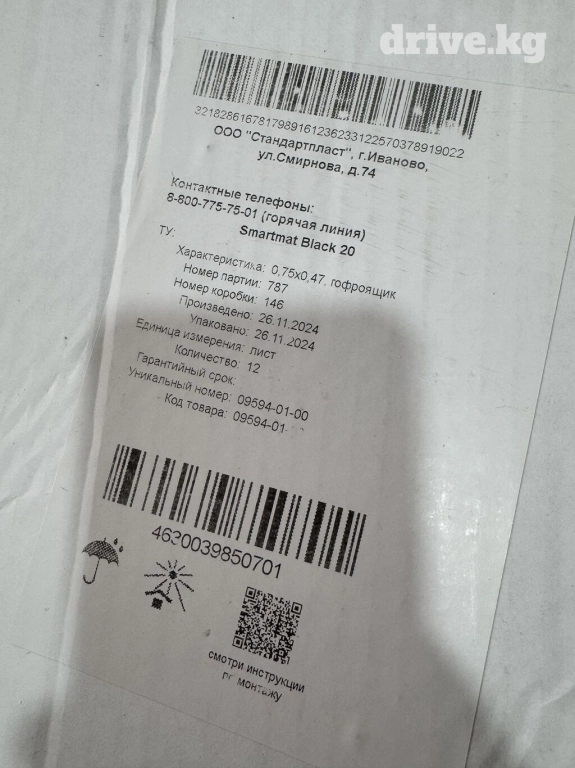 drive.kg
3218286167817989161236233122570378919022
ООО "Стандартпласт", г.Иваново,
ул.Смирнова, д.74
Контактные телефоны:
8-800-775-75-01 (горячая линия)
ТУ: Smartmat Black 20
Характеристика: 0,75х0,47, гофроящик
Номер партии: 787
Номер коробки: 146
Произведено: 26.11.2024
Упаковано: 26.11.2024
Единица измерения: лист
Количество: 12
Гарантийный срок:
Уникальный номер: 09594-01-00
Код товара: 09594-01-
4630039850701
смотри инструкции
по монтажу